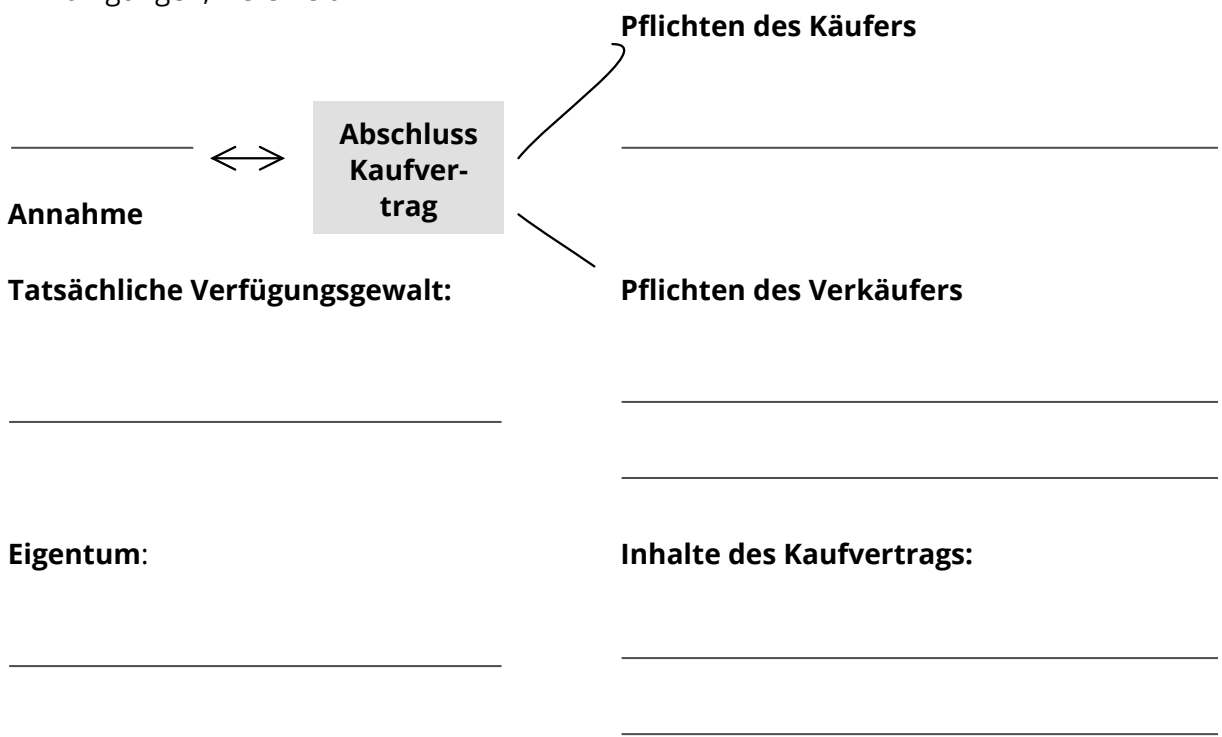 Pflichten des Käufers
Abschluss
Kaufver-
trag
Annahme
Tatsächliche Verfügungsgewalt:
Pflichten des Verkäufers
Eigentum:
Inhalte des Kaufvertrags: